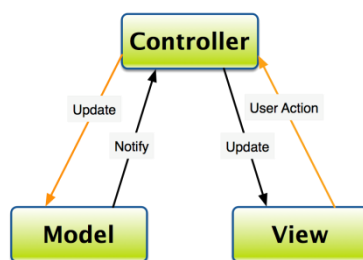 Controller
Update
User Action
Notify
Update
Model
View